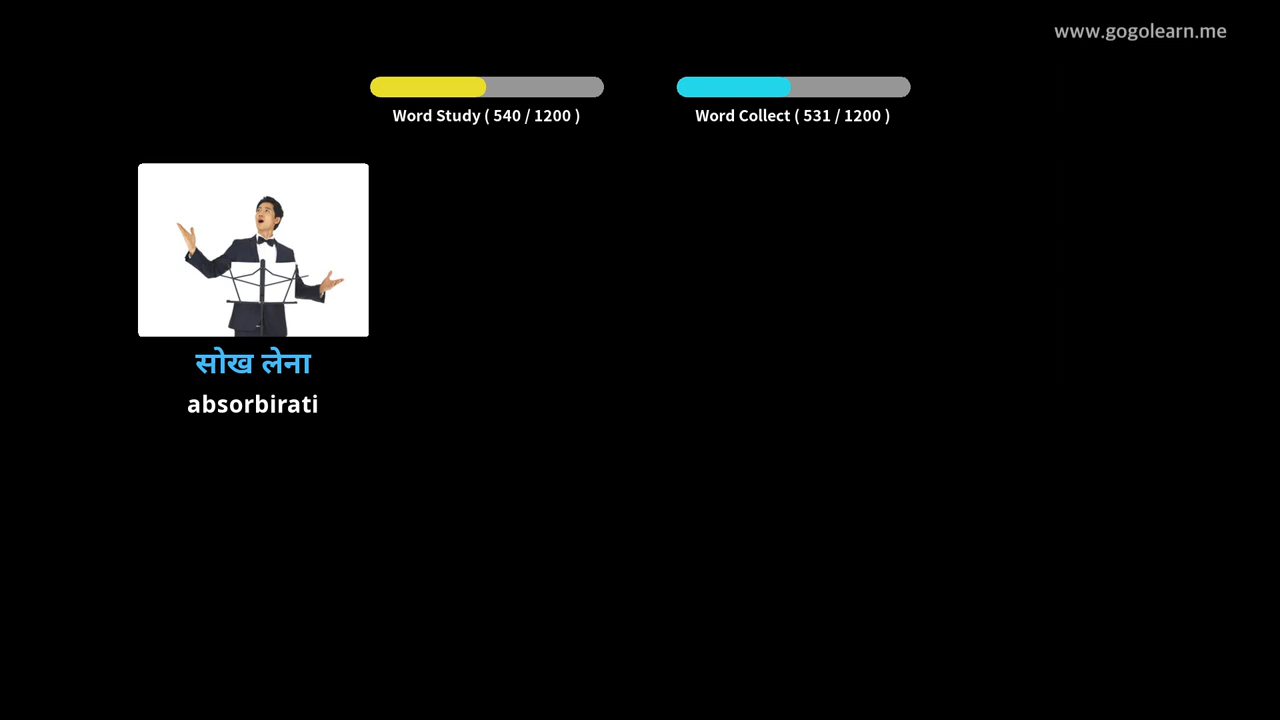 www.gogolearn.me
Word Study ( 540 / 1200 )
Word Collect ( 531 / 1200 )
सोख लेना
absorbirati